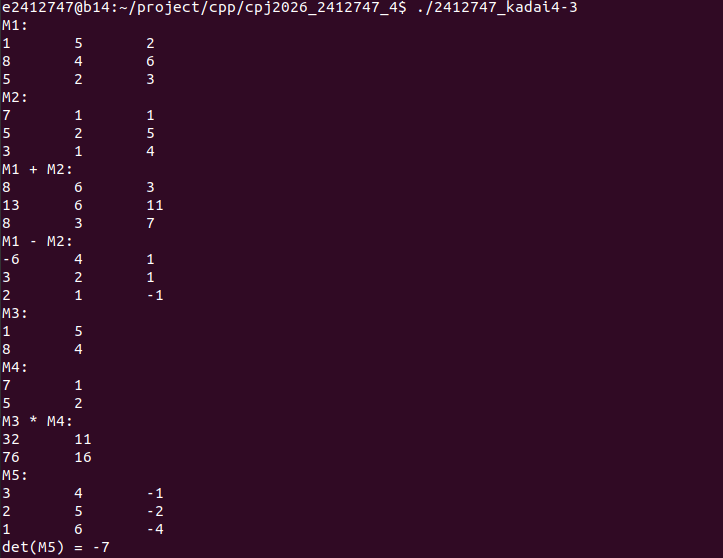 e2412747@b14:~/project/cpp/cpj2026_2412747_4$ ./2412747_kadai4-3
M1:
1	5	2
8	4	6
5	2	3
M2:
7	1	1
5	2	5
3	1	4
M1 + M2:
8	6	3
13	6	11
8	3	7
M1 - M2:
-6	4	1
3	2	1
2	1	-1
M3:
1	5
8	4
M4:
7	1
5	2
M3 * M4:
32	11
76	16
M5:
3	4	-1
2	5	-2
1	6	-4
det(M5) = -7